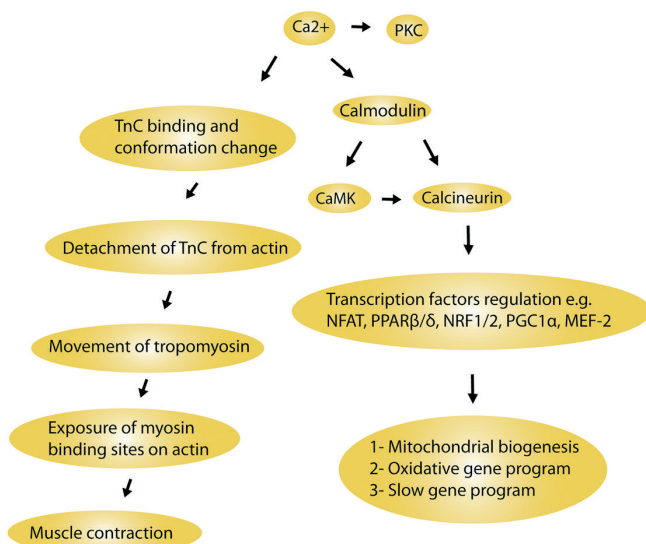 Ca2+
PKC
TnC binding and
conformation change
Calmodulin
CaMK
Calcineurin
Detachment of TnC from actin
Transcription factors regulation e.g.
NFAT, PPARβ/δ, NRF1/2, PGC1α, MEF-2
Movement of tropomyosin
Exposure of myosin
binding sites on actin
1- Mitochondrial biogenesis
2- Oxidative gene program
3- Slow gene program
Muscle contraction